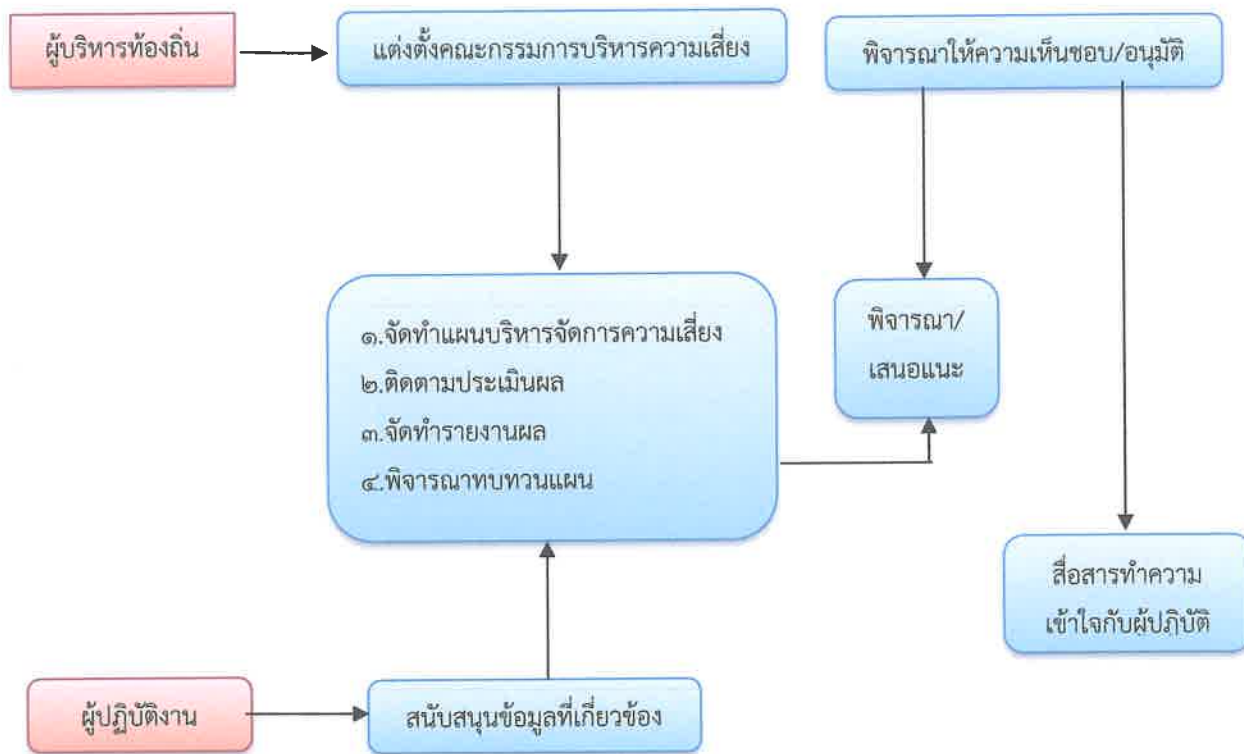 ผู้บริหารท้องถิ่น
แต่งตั้งคณะกรรมการบริหารความเสี่ยง
พิจารณาให้ความเห็นชอบ/อนุมัติ
๑.จัดทำแผนบริหารจัดการความเสี่ยง
๒.ติดตามประเมินผล
๓.จัดทำรายงานผล
๔.พิจารณาทบทวนแผน
พิจารณา/
เสนอแนะ
สื่อสารทำความ
เข้าใจกับผู้ปฏิบัติ
ผู้ปฏิบัติงาน
สนับสนุนข้อมูลที่เกี่ยวข้อง